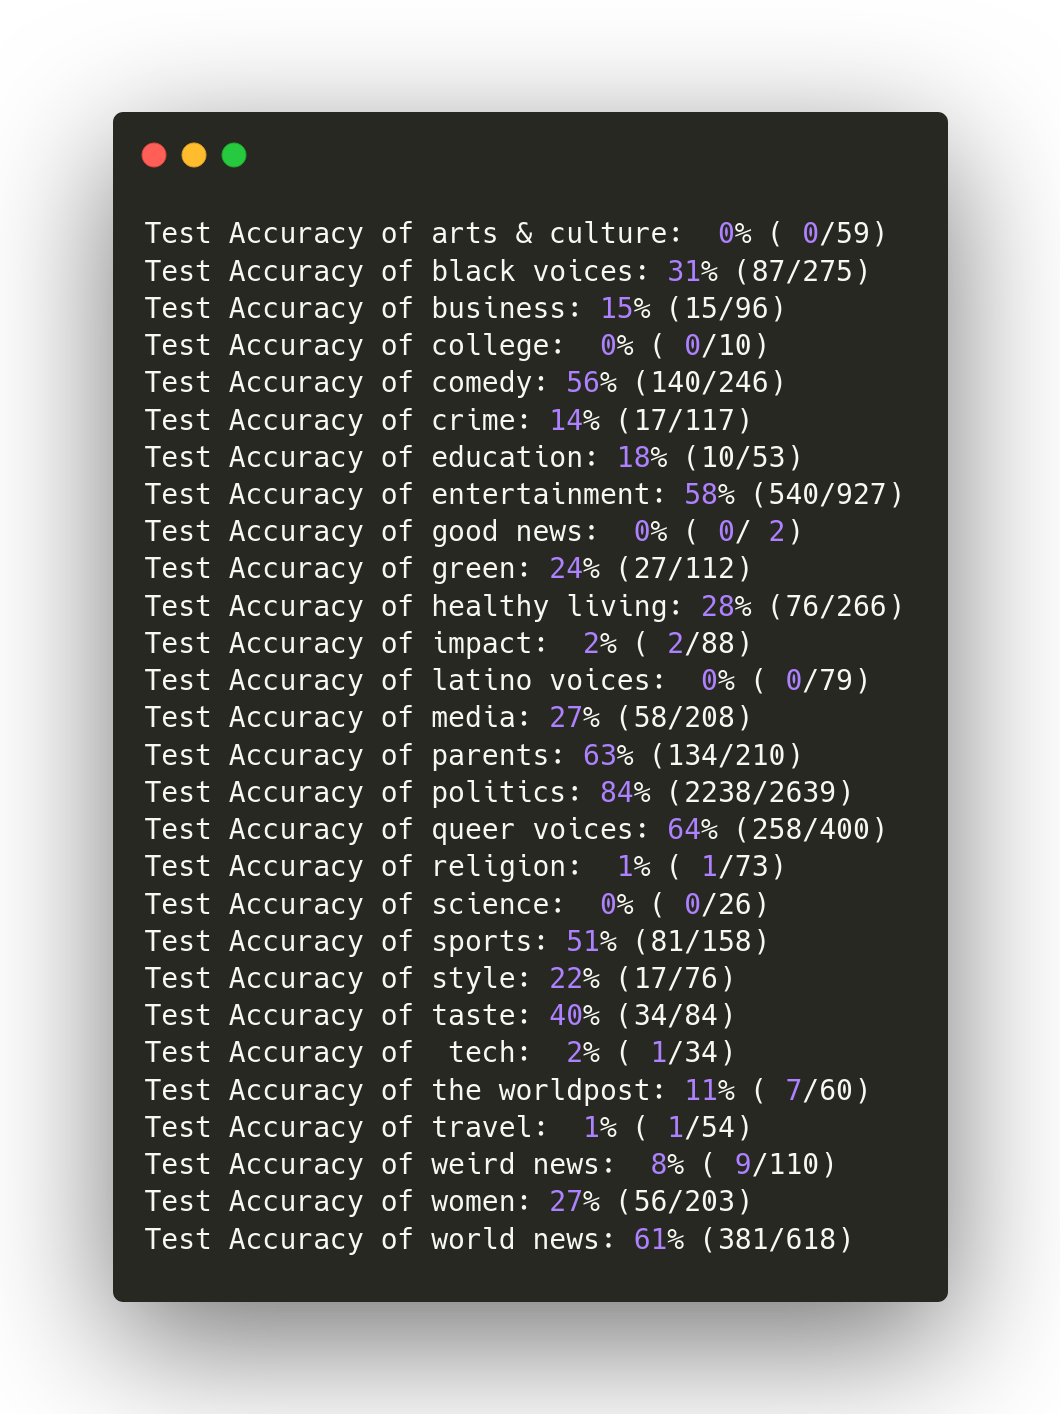 Test Accuracy of arts & culture:  0% ( 0/59)
Test Accuracy of black voices: 31% (87/275)
Test Accuracy of business: 15% (15/96)
Test Accuracy of college:  0% ( 0/10)
Test Accuracy of comedy: 56% (140/246)
Test Accuracy of crime: 14% (17/117)
Test Accuracy of education: 18% (10/53)
Test Accuracy of entertainment: 58% (540/927)
Test Accuracy of good news:  0% ( 0/ 2)
Test Accuracy of green: 24% (27/112)
Test Accuracy of healthy living: 28% (76/266)
Test Accuracy of impact:  2% ( 2/88)
Test Accuracy of latino voices:  0% ( 0/79)
Test Accuracy of media: 27% (58/208)
Test Accuracy of parents: 63% (134/210)
Test Accuracy of politics: 84% (2238/2639)
Test Accuracy of queer voices: 64% (258/400)
Test Accuracy of religion:  1% ( 1/73)
Test Accuracy of science:  0% ( 0/26)
Test Accuracy of sports: 51% (81/158)
Test Accuracy of style: 22% (17/76)
Test Accuracy of taste: 40% (34/84)
Test Accuracy of  tech:  2% ( 1/34)
Test Accuracy of the worldpost: 11% ( 7/60)
Test Accuracy of travel:  1% ( 1/54)
Test Accuracy of weird news:  8% ( 9/110)
Test Accuracy of women: 27% (56/203)
Test Accuracy of world news: 61% (381/618)